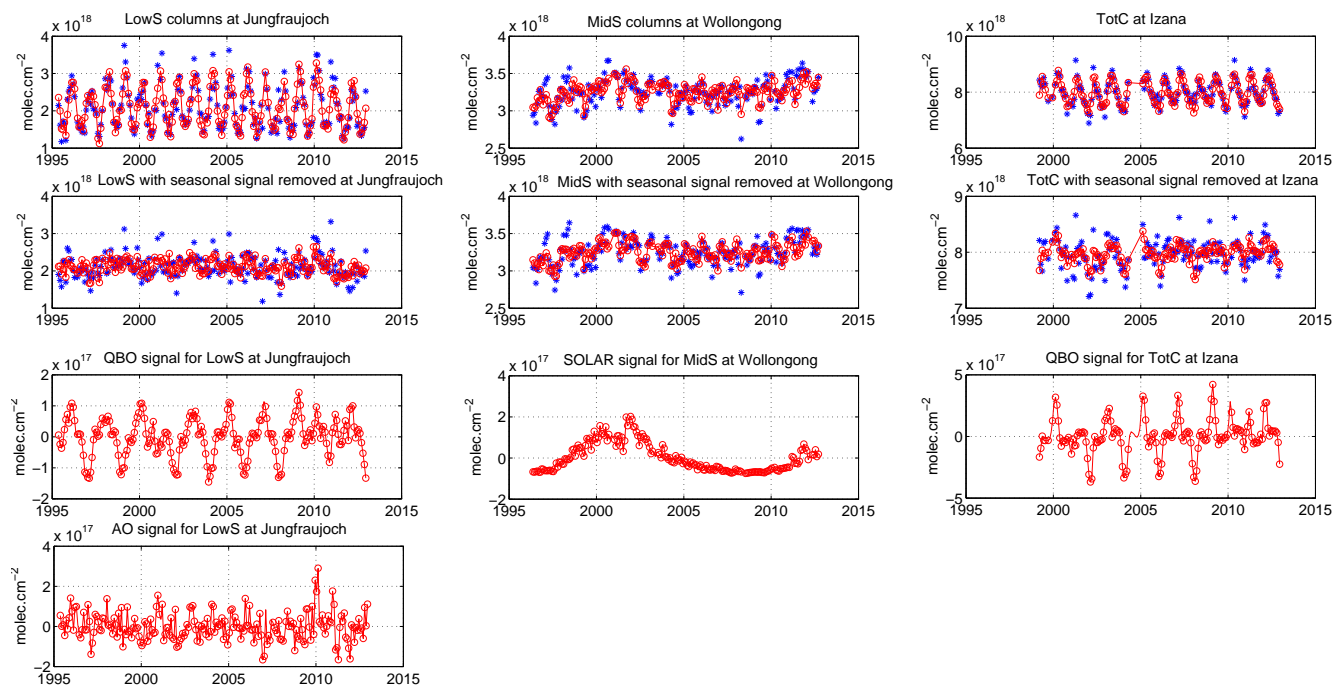 LowS columns at Jungfraujoch
x 10^18
molec.cm−2
4
3
2
1
1995 2000 2005 2010 2015
MidS columns at Wollongong
x 10^18
molec.cm−2
4
3.5
3
2.5
1995 2000 2005 2010 2015
TotC at Izana
x 10^18
molec.cm−2
10
8
6
1995 2000 2005 2010 2015
LowS with seasonal signal removed at Jungfraujoch
x 10^18
molec.cm−2
4
3
2
1
1995 2000 2005 2010 2015
MidS with seasonal signal removed at Wollongong
x 10^18
molec.cm−2
4
3.5
3
2.5
1995 2000 2005 2010 2015
TotC with seasonal signal removed at Izana
x 10^18
molec.cm−2
9
8
7
1995 2000 2005 2010 2015
QBO signal for LowS at Jungfraujoch
x 10^17
molec.cm−2
2
1
0
−1
−2
1995 2000 2005 2010 2015
SOLAR signal for MidS at Wollongong
x 10^17
molec.cm−2
4
2
0
−2
1995 2000 2005 2010 2015
QBO signal for TotC at Izana
x 10^17
molec.cm−2
5
0
−5
1995 2000 2005 2010 2015
AO signal for LowS at Jungfraujoch
x 10^17
molec.cm−2
4
2
0
−2
1995 2000 2005 2010 2015